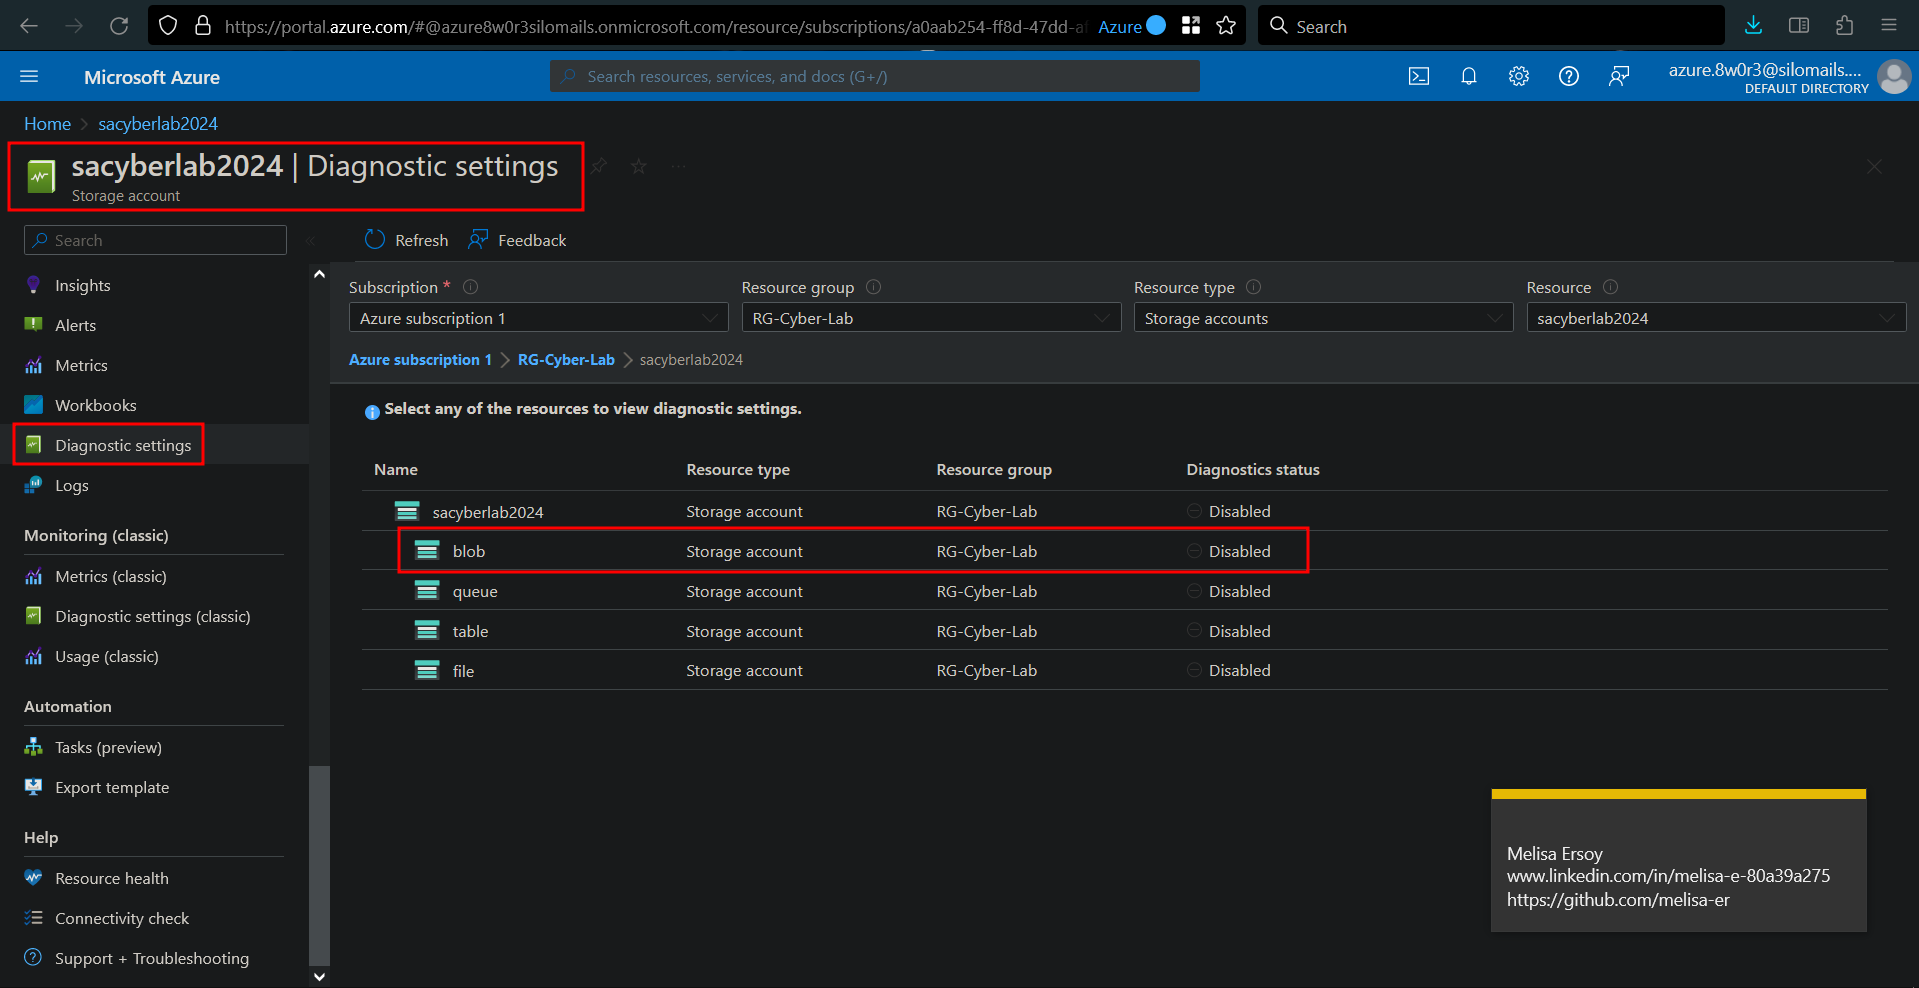 https://portal.azure.com/#@azure8w0r3silomails.onmicrosoft.com/resource/subscriptions/a0aab254-ff8d-47dd-a
Azure
Search
Microsoft Azure
Search resources, services, and docs (G+/)
azure.8w0r3@silomails....
DEFAULT DIRECTORY
Home
sacyberlab2024
sacyberlab2024 | Diagnostic settings
Storage account
Search
Refresh
Feedback
Insights
Alerts
Metrics
Workbooks
Diagnostic settings
Logs
Monitoring (classic)
Metrics (classic)
Diagnostic settings (classic)
Usage (classic)
Automation
Tasks (preview)
Export template
Help
Resource health
Connectivity check
Support + Troubleshooting
Subscription *
Resource group
Resource type
Resource
Azure subscription 1
RG-Cyber-Lab
Storage accounts
sacyberlab2024
Azure subscription 1 > RG-Cyber-Lab > sacyberlab2024
Select any of the resources to view diagnostic settings.
Name Resource type Resource group Diagnostics status
sacyberlab2024 Storage account RG-Cyber-Lab Disabled
blob Storage account RG-Cyber-Lab Disabled
queue Storage account RG-Cyber-Lab Disabled
table Storage account RG-Cyber-Lab Disabled
file Storage account RG-Cyber-Lab Disabled
Melisa Ersoy
www.linkedin.com/in/melisa-e-80a39a275
https://github.com/melisa-er